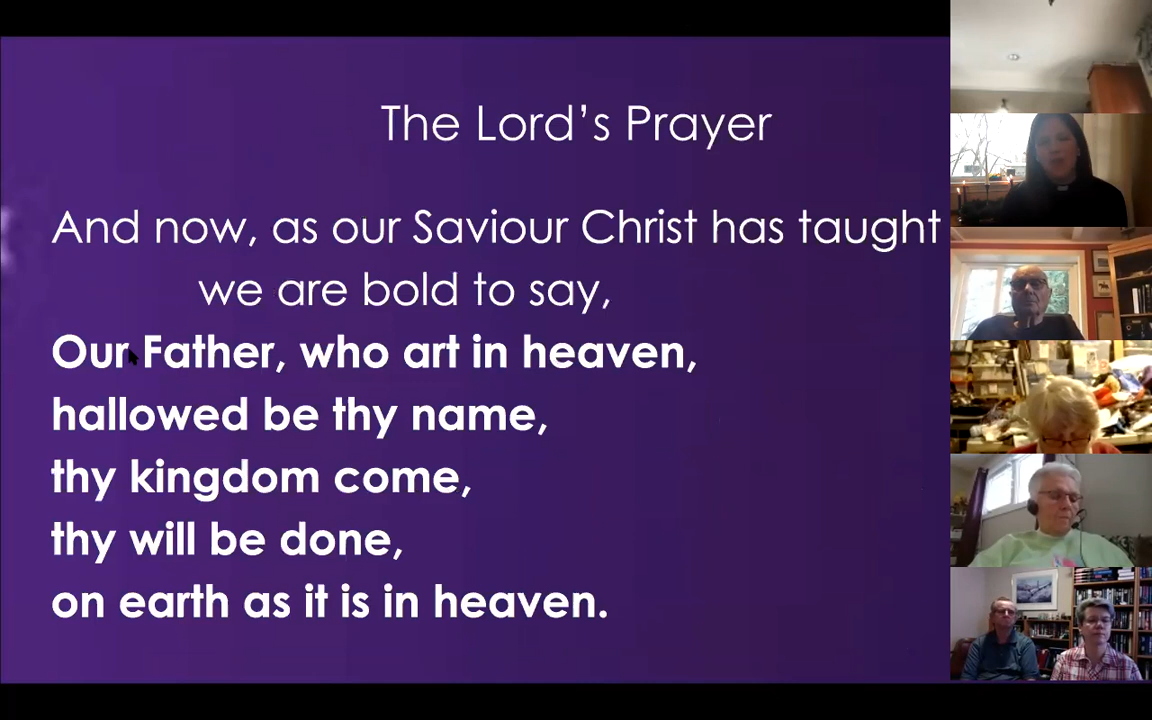 The Lord’s Prayer
And now, as our Saviour Christ has taught
we are bold to say,
Our Father, who art in heaven,
hallowed be thy name,
thy kingdom come,
thy will be done,
on earth as it is in heaven.